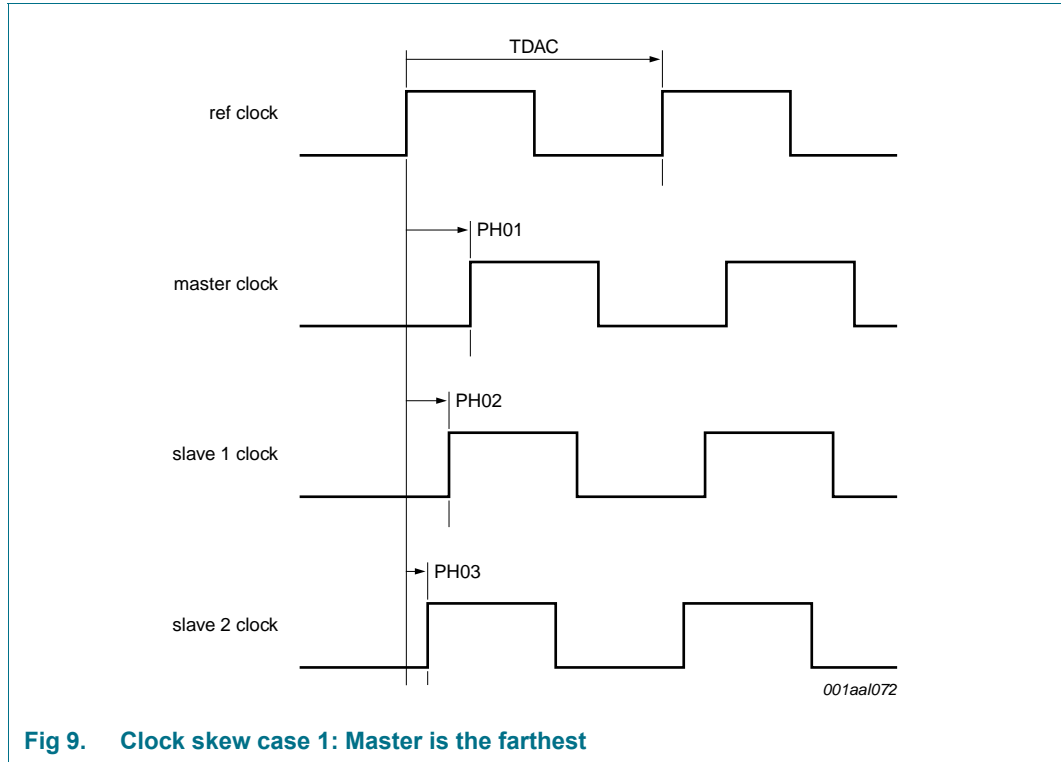 TDAC
ref clock
PH01
master clock
PH02
slave 1 clock
PH03
slave 2 clock
001aal072
Fig 9. Clock skew case 1: Master is the farthest